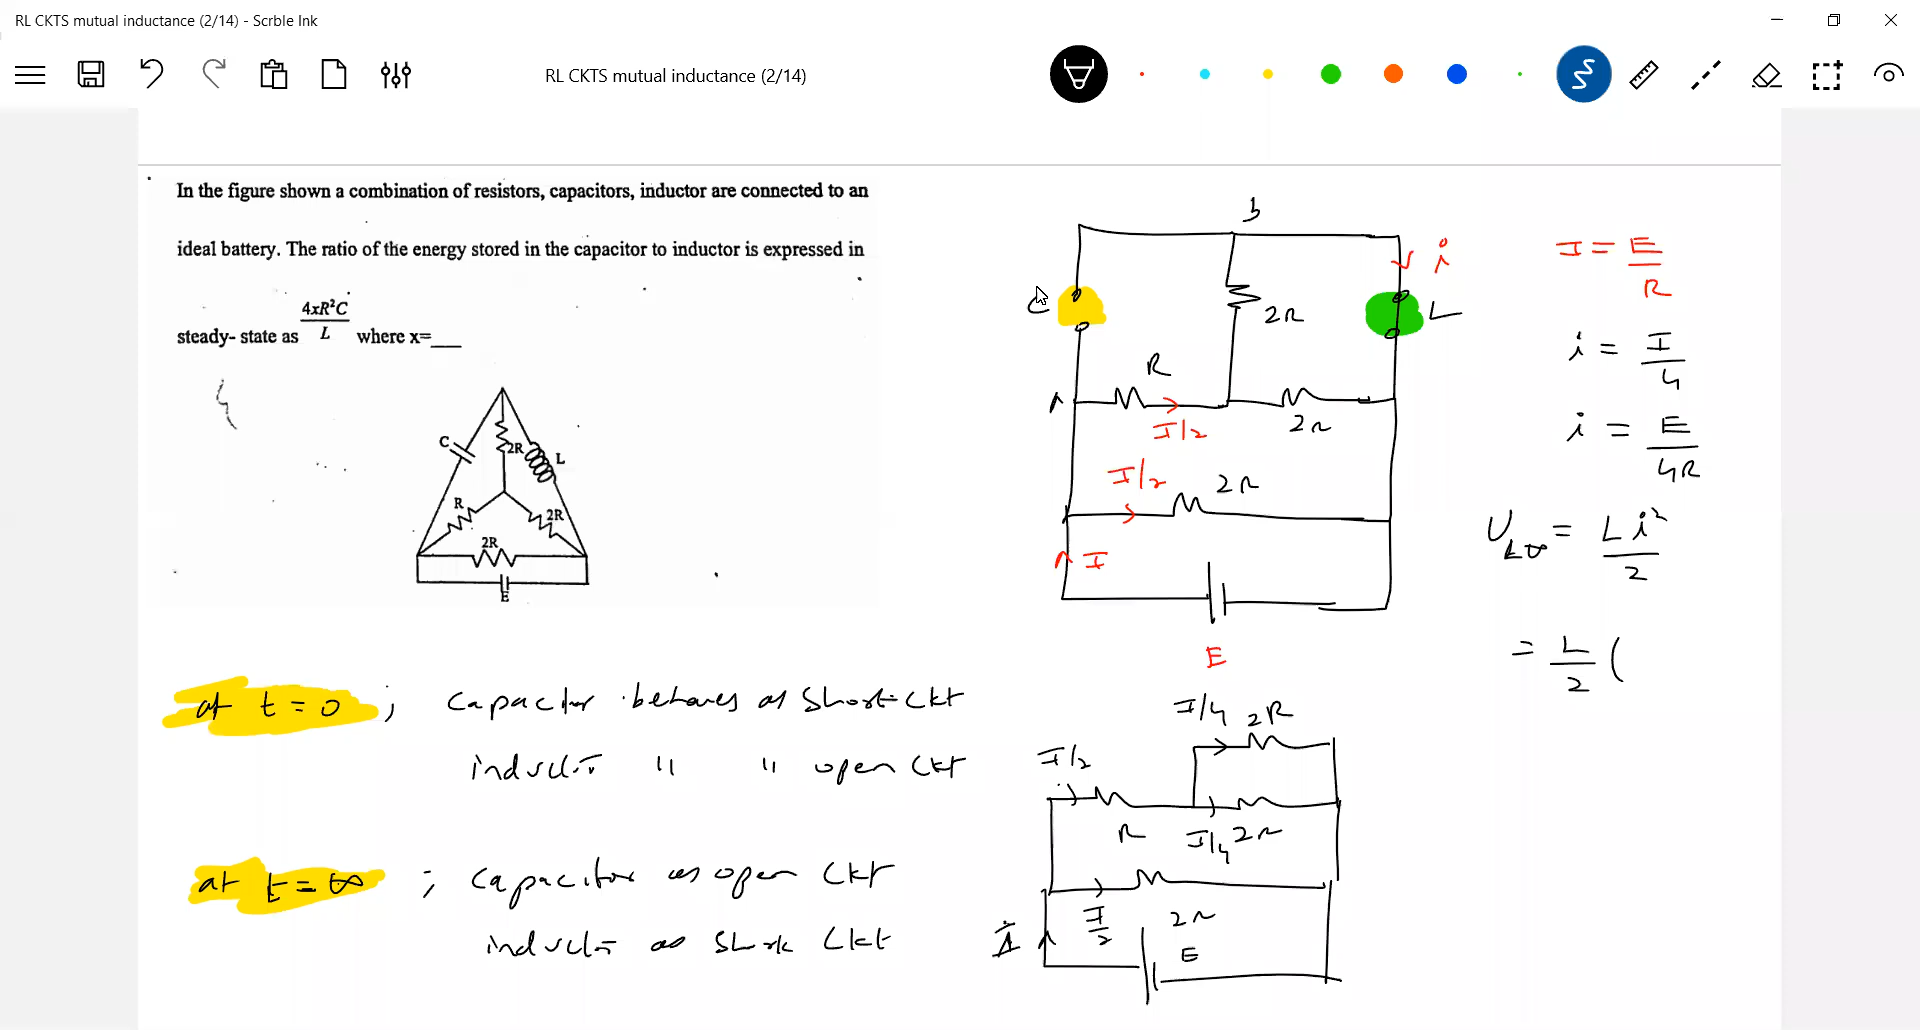 RL CKTS mutual inductance (2/14) - Scrble Ink
RL CKTS mutual inductance (2/14)
In the figure shown a combination of resistors, capacitors, inductor are connected to an
ideal battery. The ratio of the energy stored in the capacitor to inductor is expressed in
steady- state as 4xR²C / L where x=___
C
2R
L
R
2R
2R
E
b
i
C
2R
L
R
I/2
2R
I/2
2R
I
E
I = E/R
i = I/4
i = E/4R
U L∞ = Li²/2
= L/2 (
at t = 0 ; Capacitor behaves as Short Ckt
inductor " " open Ckt
at t = ∞ ; Capacitor as open Ckt
inductor as Short Ckt
I/4 2R
I/2
R
I/4 2R
I/2
2R
I
E